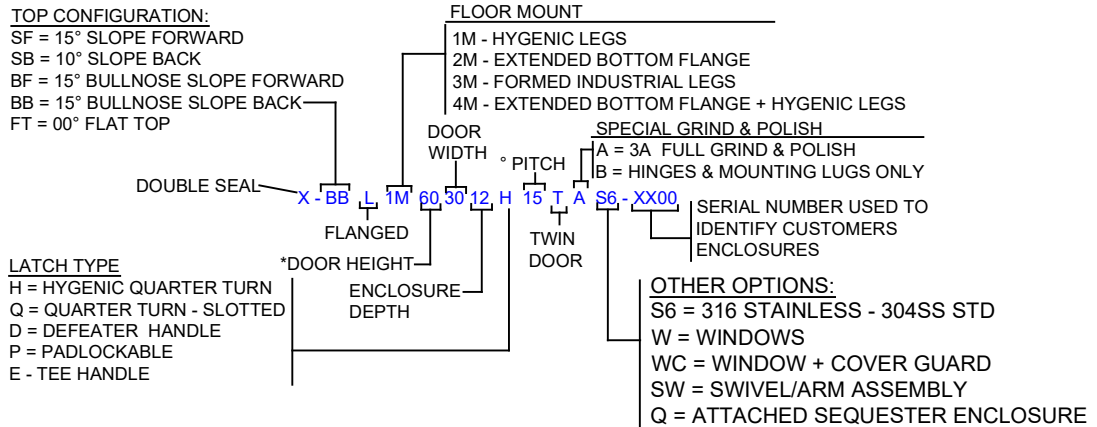 TOP CONFIGURATION:
SF = 15° SLOPE FORWARD
SB = 10° SLOPE BACK
BF = 15° BULLNOSE SLOPE FORWARD
BB = 15° BULLNOSE SLOPE BACK
FT = 00° FLAT TOP
FLOOR MOUNT
1M - HYGENIC LEGS
2M - EXTENDED BOTTOM FLANGE
3M - FORMED INDUSTRIAL LEGS
4M - EXTENDED BOTTOM FLANGE + HYGENIC LEGS
DOOR
WIDTH
° PITCH
SPECIAL GRIND & POLISH
A = 3A FULL GRIND & POLISH
B = HINGES & MOUNTING LUGS ONLY
DOUBLE SEAL
X - BB L 1M 60 30 12 H 15 T A S6 - XX00
FLANGED
*DOOR HEIGHT
ENCLOSURE
DEPTH
TWIN
DOOR
SERIAL NUMBER USED TO
IDENTIFY CUSTOMERS
ENCLOSURES
LATCH TYPE
H = HYGENIC QUARTER TURN
Q = QUARTER TURN - SLOTTED
D = DEFEATER HANDLE
P = PADLOCKABLE
E - TEE HANDLE
OTHER OPTIONS:
S6 = 316 STAINLESS - 304SS STD
W = WINDOWS
WC = WINDOW + COVER GUARD
SW = SWIVEL/ARM ASSEMBLY
Q = ATTACHED SEQUESTER ENCLOSURE